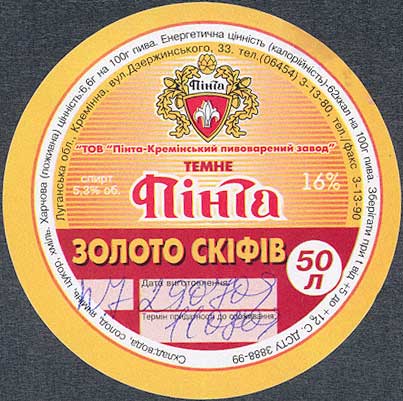 Харчова (поживна) цінність-6,6г на 100г пива. Енергетична цінність (калорійність)-62ккал на 100г пива. Зберігати при t від +5 до +12 С. ДСТУ 3888-99
Луганська обл., Кремінна, вул.Дзержинського, 33. тел.(06454) 3-13-80, тел./факс 3-13-90
Пінта
"ТОВ "Пінта-Кремінський пивоварений завод"
ТЕМНЕ
спирт
5,3% об.
16%
Пінта
ЗОЛОТО СКІФІВ
50
л
Дата виготовлення:
Термін придатності до споживання:
Склад:вода, солод, ячмінь, цукор, хміль.